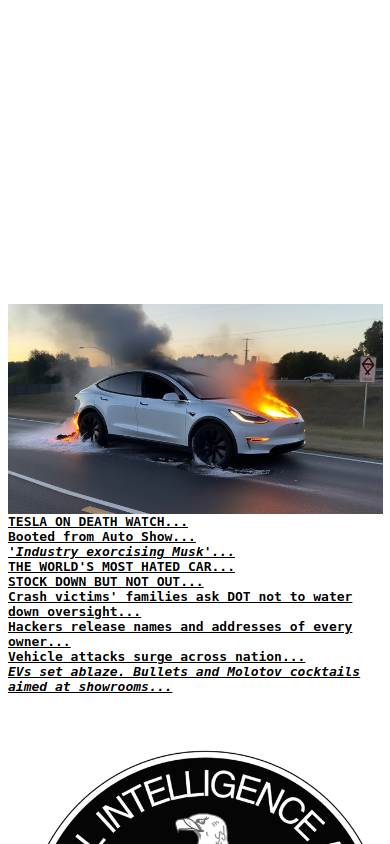 TESLA ON DEATH WATCH...
Booted from Auto Show...
'Industry exorcising Musk'...
THE WORLD'S MOST HATED CAR...
STOCK DOWN BUT NOT OUT...
Crash victims' families ask DOT not to water
down oversight...
Hackers release names and addresses of every
owner...
Vehicle attacks surge across nation...
EVs set ablaze. Bullets and Molotov cocktails
aimed at showrooms...
L INTELLIGENCE A